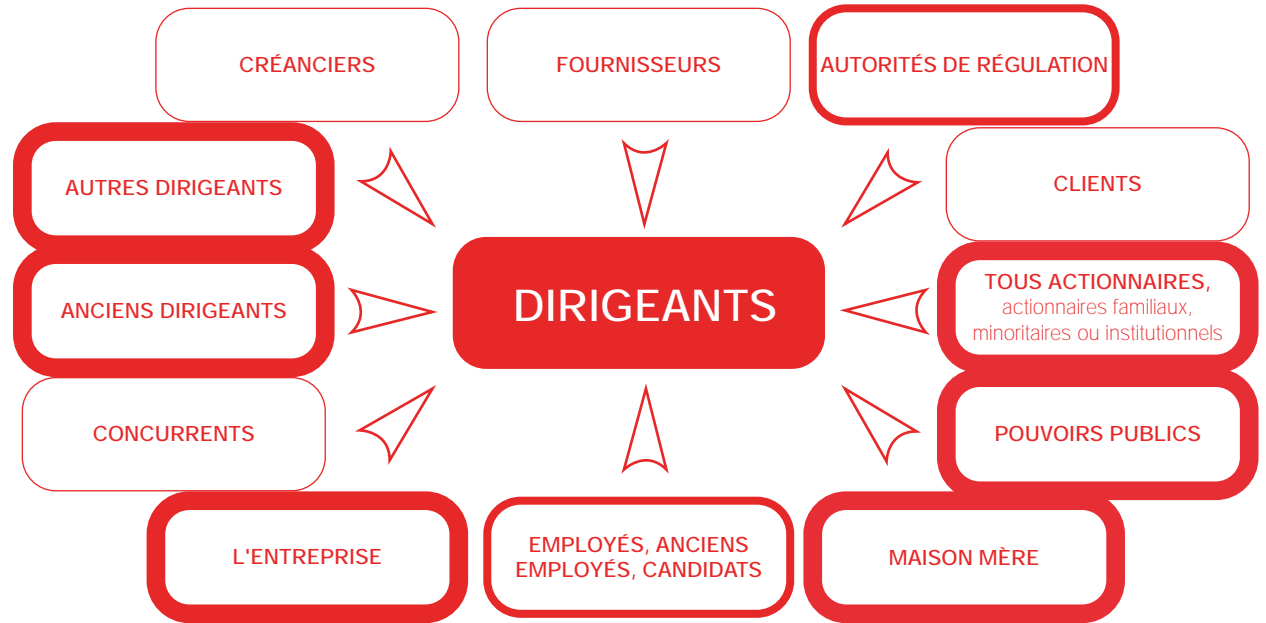 CRÉANCIERS
FOURNISSEURS
AUTORITÉS DE RÉGULATION
AUTRES DIRIGEANTS
CLIENTS
ANCIENS DIRIGEANTS
DIRIGEANTS
TOUS ACTIONNAIRES,
actionnaires familiaux,
minoritaires ou institutionnels
CONCURRENTS
POUVOIRS PUBLICS
L'ENTREPRISE
EMPLOYÉS, ANCIENS
EMPLOYÉS, CANDIDATS
MAISON MÈRE